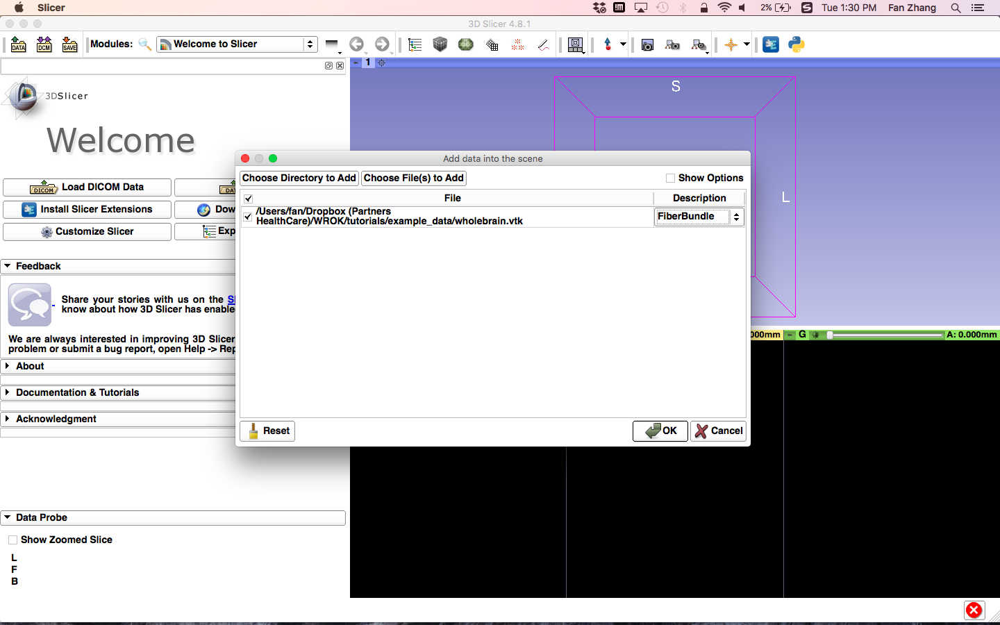 Slicer
2%
Tue 1:30 PM
Fan Zhang
3D Slicer 4.8.1
DATA
DCM
SAVE
Modules:
Welcome to Slicer
1
S
L
3DSlicer
Welcome
Add data into the scene
Choose Directory to Add
Choose File(s) to Add
Show Options
File
Description
/Users/fan/Dropbox (Partners
HealthCare)/WROK/tutorials/example_data/wholebrain.vtk
FiberBundle
Reset
OK
Cancel
DICOM
Load DICOM Data
DAT
Install Slicer Extensions
Dow
Customize Slicer
Exp
Feedback
Share your stories with us on the Sl
know about how 3D Slicer has enable
We are always interested in improving 3D Slicer,
problem or submit a bug report, open Help -> Rep
About
Documentation & Tutorials
Acknowledgment
000mm
G
A: 0.000mm
Data Probe
Show Zoomed Slice
L
F
B